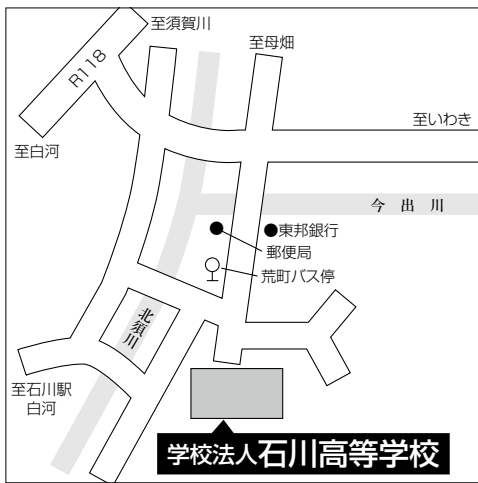 至須賀川
至母畑
R118
至いわき
至白河
今出川
東邦銀行
郵便局
荒町バス停
北須川
至石川駅
白河
学校法人石川高等学校